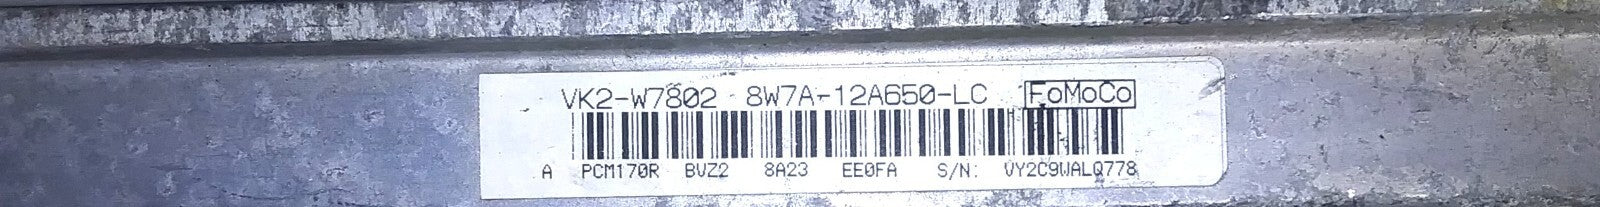 VK2-W7802 8W7A-12A650-LC FoMoCo
A PCM170R BVZ2 8A23 EE0FA S/N: VY2C9WALQ778